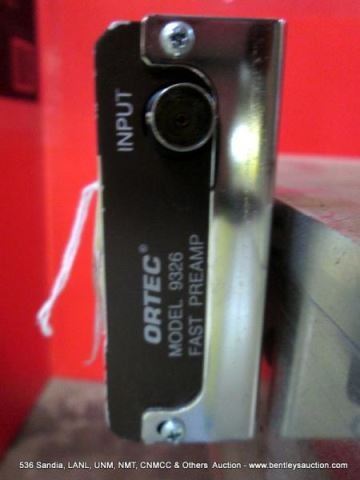 INPUT
ORTEC®
MODEL 9326
FAST PREAMP
536 Sandia, LANL, UNM, NMT, CNMCC & Others Auction - www.bentleysauction.com